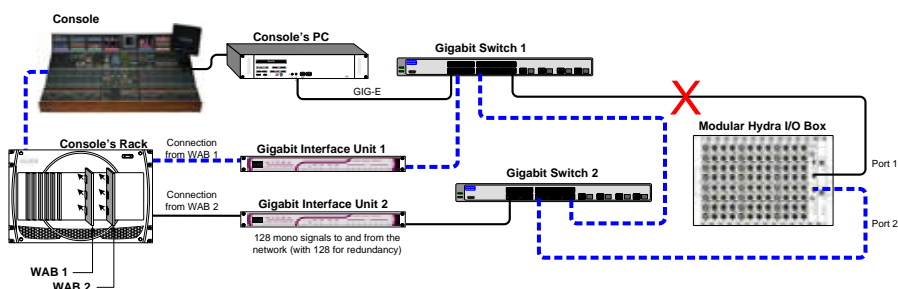 Console
Console's PC
Gigabit Switch 1
GIG-E
Modular Hydra I/O Box
Console's Rack
Connection
from WAB 1
Gigabit Interface Unit 1
Port 1
Gigabit Switch 2
Connection
from WAB 2
Gigabit Interface Unit 2
Port 2
128 mono signals to and from the
network (with 128 for redundancy)
WAB 1
WAB 2